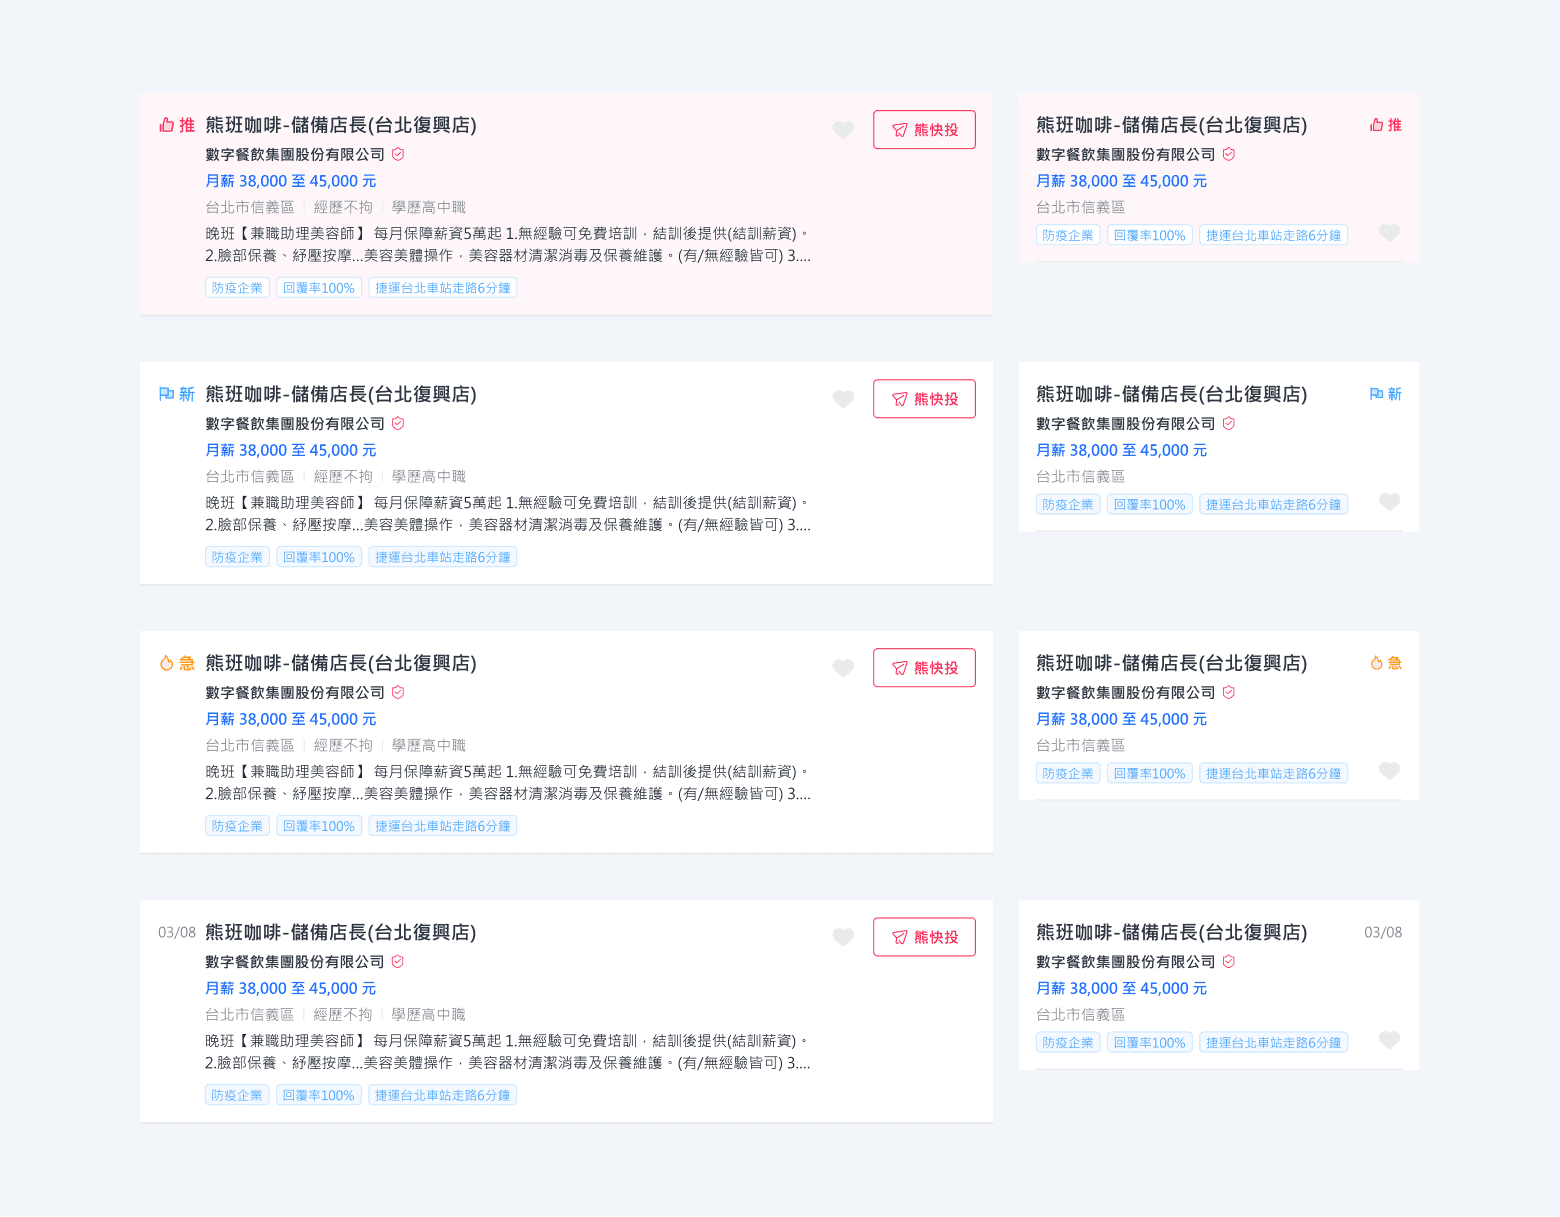 推 熊班咖啡-儲備店長(台北復興店) 熊快投
數字餐飲集團股份有限公司
月薪 38,000 至 45,000 元
台北市信義區 | 經歷不拘 | 學歷高中職
晚班【兼職助理美容師】 每月保障薪資5萬起 1.無經驗可免費培訓，結訓後提供(結訓薪資)。
2.臉部保養、紓壓按摩...美容美體操作，美容器材清潔消毒及保養維護。(有/無經驗皆可) 3....
防疫企業 回覆率100% 捷運台北車站走路6分鐘
熊班咖啡-儲備店長(台北復興店) 推
數字餐飲集團股份有限公司
月薪 38,000 至 45,000 元
台北市信義區
防疫企業 回覆率100% 捷運台北車站走路6分鐘
新 熊班咖啡-儲備店長(台北復興店) 熊快投
數字餐飲集團股份有限公司
月薪 38,000 至 45,000 元
台北市信義區 | 經歷不拘 | 學歷高中職
晚班【兼職助理美容師】 每月保障薪資5萬起 1.無經驗可免費培訓，結訓後提供(結訓薪資)。
2.臉部保養、紓壓按摩...美容美體操作，美容器材清潔消毒及保養維護。(有/無經驗皆可) 3....
防疫企業 回覆率100% 捷運台北車站走路6分鐘
熊班咖啡-儲備店長(台北復興店) 新
數字餐飲集團股份有限公司
月薪 38,000 至 45,000 元
台北市信義區
防疫企業 回覆率100% 捷運台北車站走路6分鐘
急 熊班咖啡-儲備店長(台北復興店) 熊快投
數字餐飲集團股份有限公司
月薪 38,000 至 45,000 元
台北市信義區 | 經歷不拘 | 學歷高中職
晚班【兼職助理美容師】 每月保障薪資5萬起 1.無經驗可免費培訓，結訓後提供(結訓薪資)。
2.臉部保養、紓壓按摩...美容美體操作，美容器材清潔消毒及保養維護。(有/無經驗皆可) 3....
防疫企業 回覆率100% 捷運台北車站走路6分鐘
熊班咖啡-儲備店長(台北復興店) 急
數字餐飲集團股份有限公司
月薪 38,000 至 45,000 元
台北市信義區
防疫企業 回覆率100% 捷運台北車站走路6分鐘
03/08 熊班咖啡-儲備店長(台北復興店) 熊快投
數字餐飲集團股份有限公司
月薪 38,000 至 45,000 元
台北市信義區 | 經歷不拘 | 學歷高中職
晚班【兼職助理美容師】 每月保障薪資5萬起 1.無經驗可免費培訓，結訓後提供(結訓薪資)。
2.臉部保養、紓壓按摩...美容美體操作，美容器材清潔消毒及保養維護。(有/無經驗皆可) 3....
防疫企業 回覆率100% 捷運台北車站走路6分鐘
熊班咖啡-儲備店長(台北復興店) 03/08
數字餐飲集團股份有限公司
月薪 38,000 至 45,000 元
台北市信義區
防疫企業 回覆率100% 捷運台北車站走路6分鐘